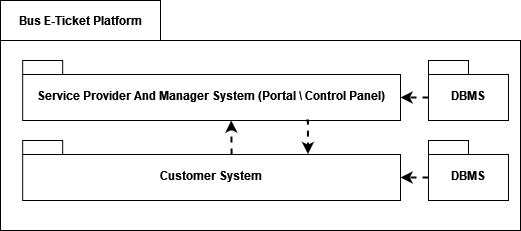 Bus E-Ticket Platform
Service Provider And Manager System (Portal \ Control Panel)
DBMS
Customer System
DBMS